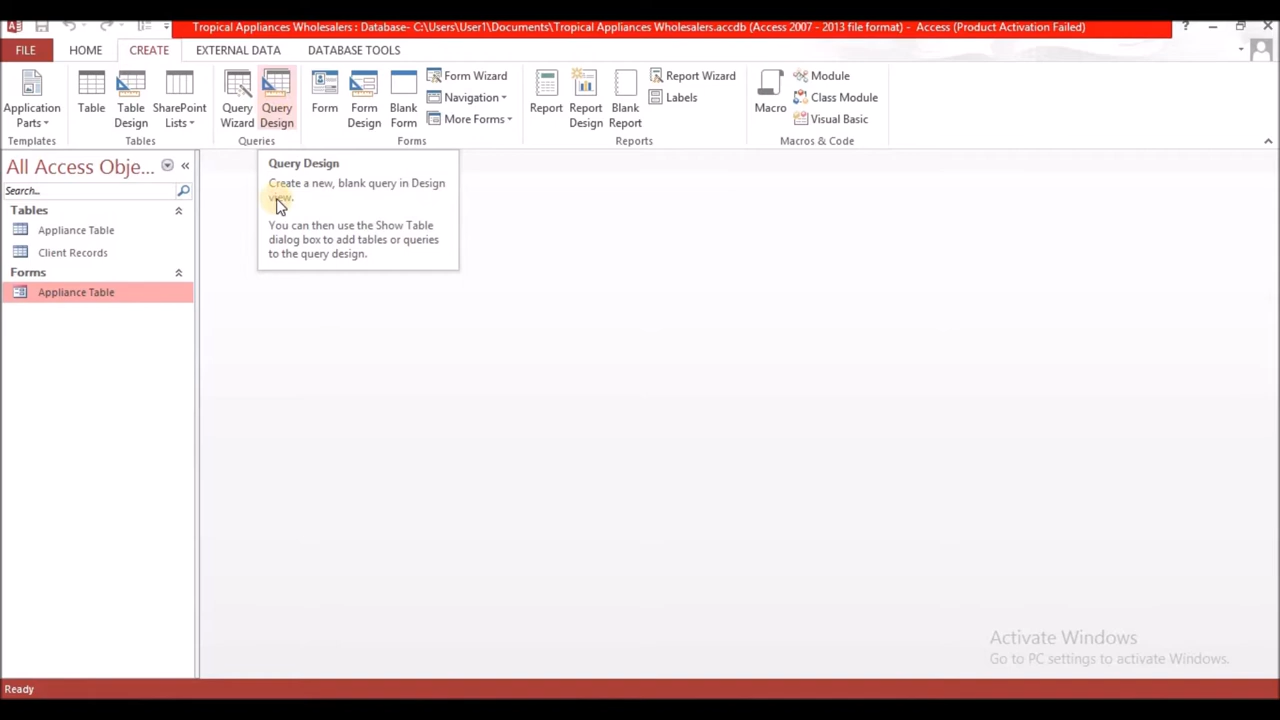 Tropical Appliances Wholesalers : Database- C:\Users\User1\Documents\Tropical Appliances Wholesalers.accdb (Access 2007 - 2013 file format) - Access (Product Activation Failed)
?
FILE HOME CREATE EXTERNAL DATA DATABASE TOOLS
Application Parts
Table
Table Design
SharePoint Lists
Query Wizard
Query Design
Form
Form Design
Blank Form
Form Wizard
Navigation
More Forms
Report
Report Design
Blank Report
Report Wizard
Labels
Macro
Module
Class Module
Visual Basic
Templates Tables Queries Forms Reports Macros & Code
All Access Obje...
Search...
Tables
Appliance Table
Client Records
Forms
Appliance Table
Query Design
Create a new, blank query in Design
view.
You can then use the Show Table
dialog box to add tables or queries
to the query design.
Activate Windows
Go to PC settings to activate Windows.
Ready